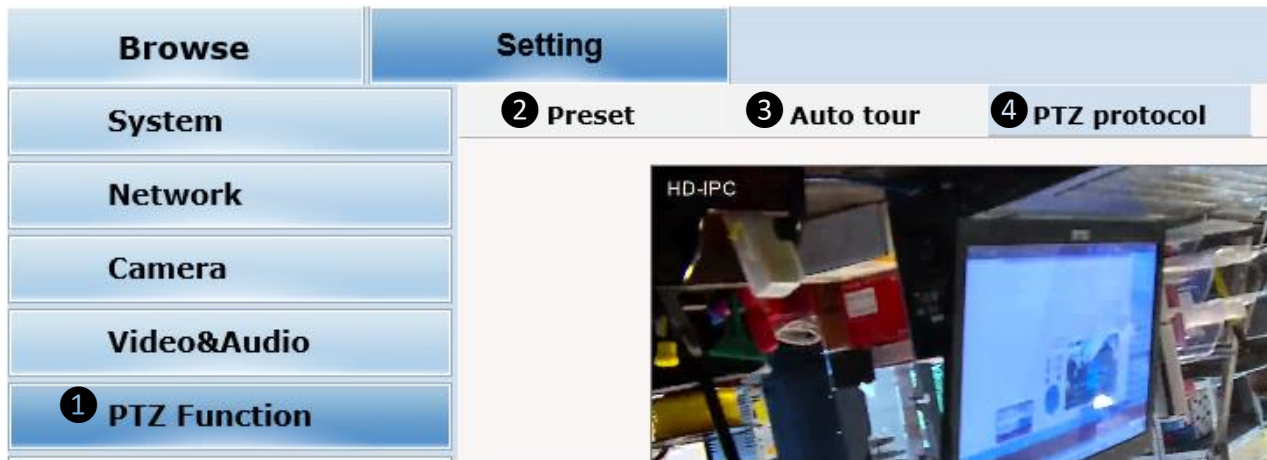 Browse Setting
❷ Preset ❸ Auto tour ❹ PTZ protocol
System
Network
Camera
Video&Audio
❶ PTZ Function
HD-IPC